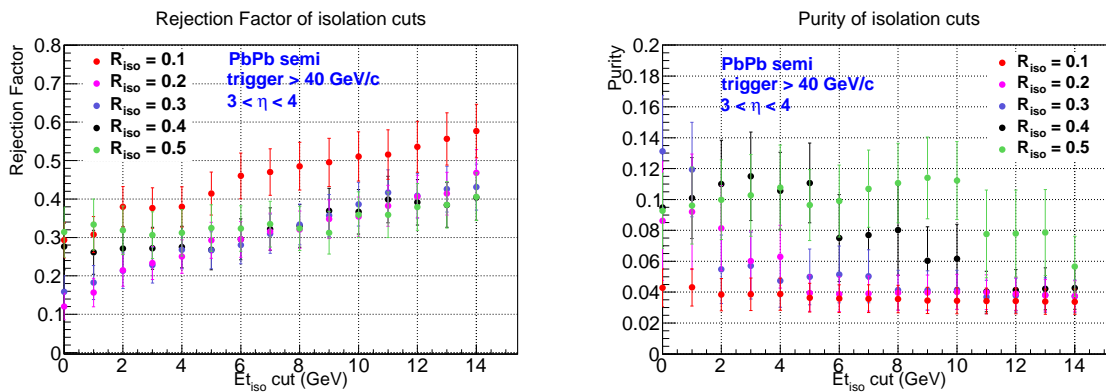 Rejection Factor of isolation cuts
Rejection Factor
0.8
0.7
0.6
0.5
0.4
0.3
0.2
0.1
0
R_iso = 0.1
R_iso = 0.2
R_iso = 0.3
R_iso = 0.4
R_iso = 0.5
PbPb semi
trigger > 40 GeV/c
3 < η < 4
0 2 4 6 8 10 12 14
Et_iso cut (GeV)
Purity of isolation cuts
Purity
0.2
0.18
0.16
0.14
0.12
0.1
0.08
0.06
0.04
0.02
0
PbPb semi
trigger > 40 GeV/c
3 < η < 4
R_iso = 0.1
R_iso = 0.2
R_iso = 0.3
R_iso = 0.4
R_iso = 0.5
0 2 4 6 8 10 12 14
Et_iso cut (GeV)